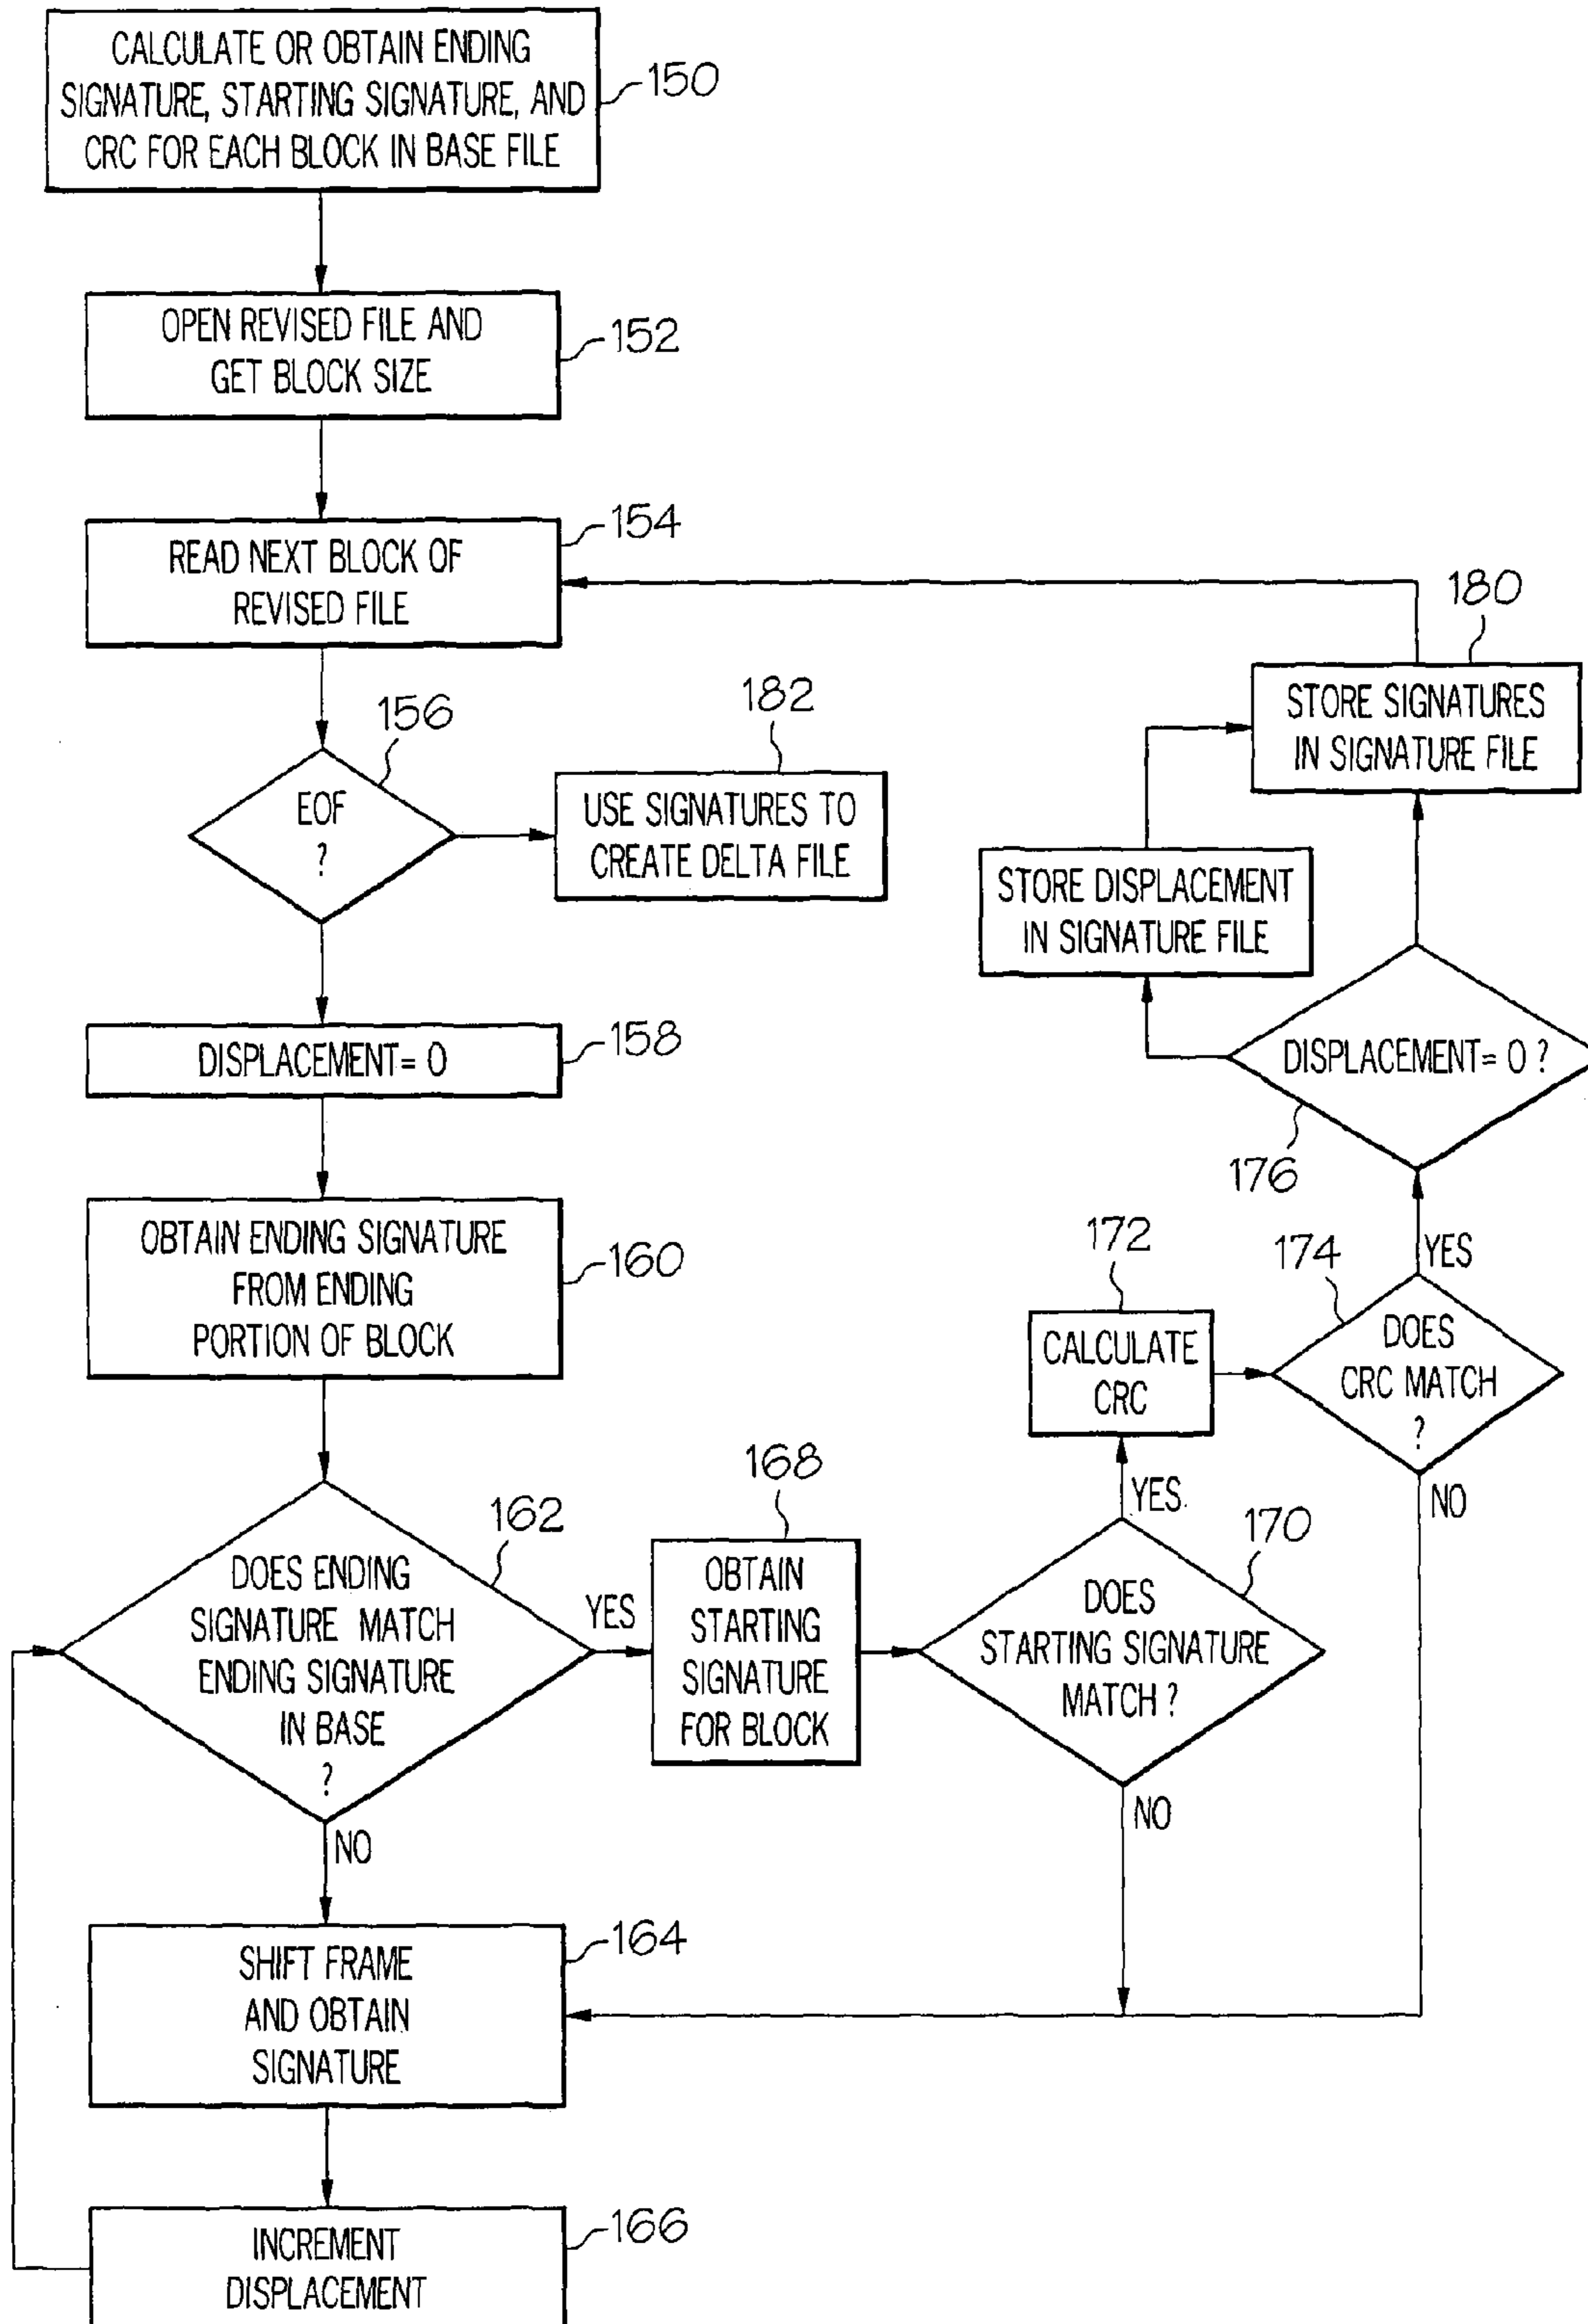 CALCULATE OR OBTAIN ENDING
SIGNATURE, STARTING SIGNATURE, AND
CRC FOR EACH BLOCK IN BASE FILE
150
OPEN REVISED FILE AND
GET BLOCK SIZE
152
154
READ NEXT BLOCK OF
REVISED FILE
180
STORE SIGNATURES
IN SIGNATURE FILE
156
EOF
?
182
USE SIGNATURES TO
CREATE DELTA FILE
STORE DISPLACEMENT
IN SIGNATURE FILE
DISPLACEMENT= 0 ?
176
DISPLACEMENT= 0
158
OBTAIN ENDING SIGNATURE
FROM ENDING
PORTION OF BLOCK
160
172
CALCULATE
CRC
174
YES
DOES
CRC MATCH
?
NO
162
DOES ENDING
SIGNATURE MATCH
ENDING SIGNATURE
IN BASE
?
YES
NO
168
OBTAIN
STARTING
SIGNATURE
FOR BLOCK
YES.
170
DOES
STARTING SIGNATURE
MATCH ?
NO
164
SHIFT FRAME
AND OBTAIN
SIGNATURE
166
INCREMENT
DISPLACEMENT